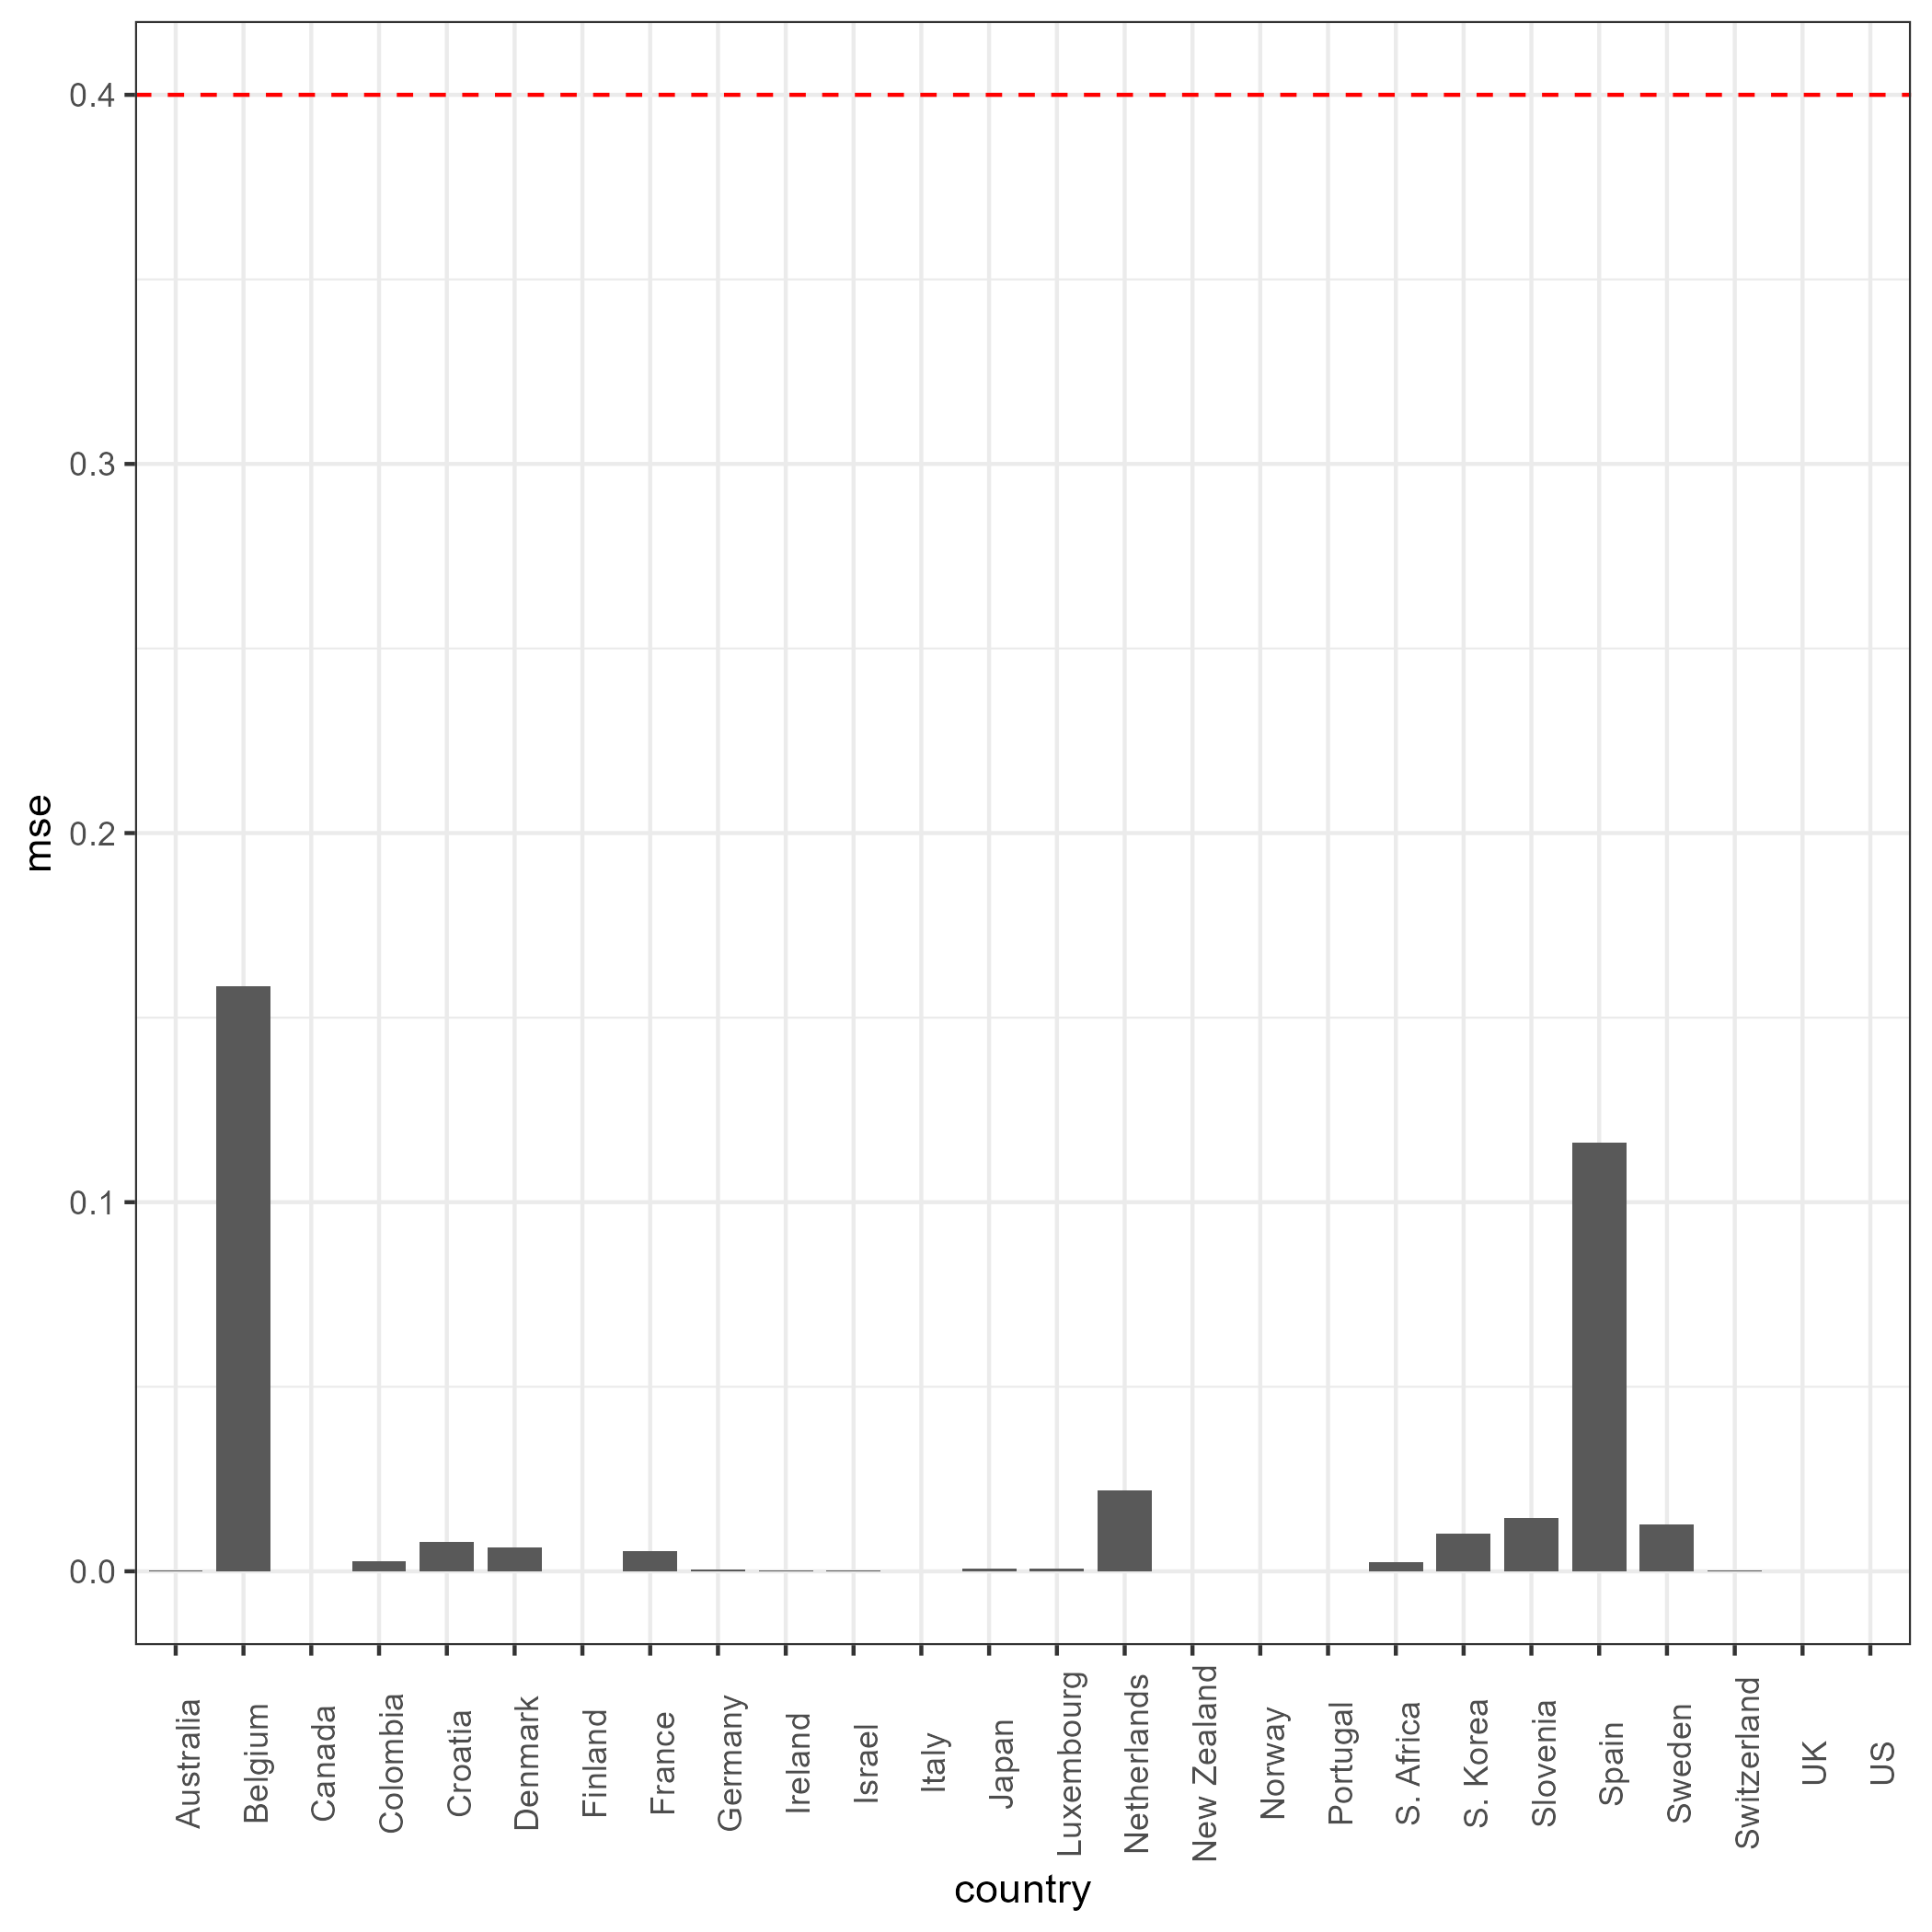 0.4
0.3
0.2
0.1
0.0
mse
Australia
Belgium
Canada
Colombia
Croatia
Denmark
Finland
France
Germany
Ireland
Israel
Italy
Japan
Luxembourg
Netherlands
New Zealand
Norway
Portugal
S. Africa
S. Korea
Slovenia
Spain
Sweden
Switzerland
UK
US
country